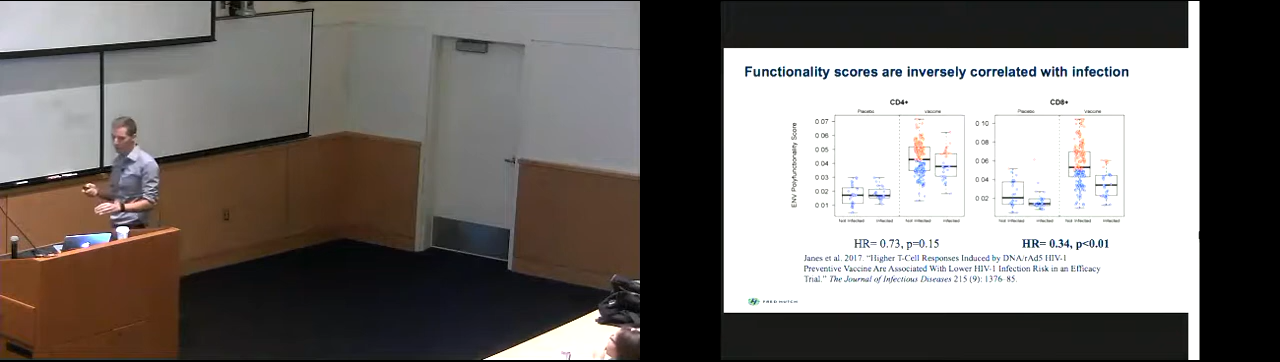 Functionality scores are inversely correlated with infection
CD4+
CD8+
Placebo
Vaccine
Placebo
Vaccine
ENV Polyfunctionality Score
0.07
0.06
0.05
0.04
0.03
0.02
0.01
0.10
0.08
0.06
0.04
0.02
Not Infected
Infected
Not Infected
Infected
Not Infected
Infected
Not Infected
Infected
HR= 0.73, p=0.15
HR= 0.34, p<0.01
Janes et al. 2017. “Higher T-Cell Responses Induced by DNA/rAd5 HIV-1
Preventive Vaccine Are Associated With Lower HIV-1 Infection Risk in an Efficacy
Trial.” The Journal of Infectious Diseases 215 (9): 1376–85.
FRED HUTCH